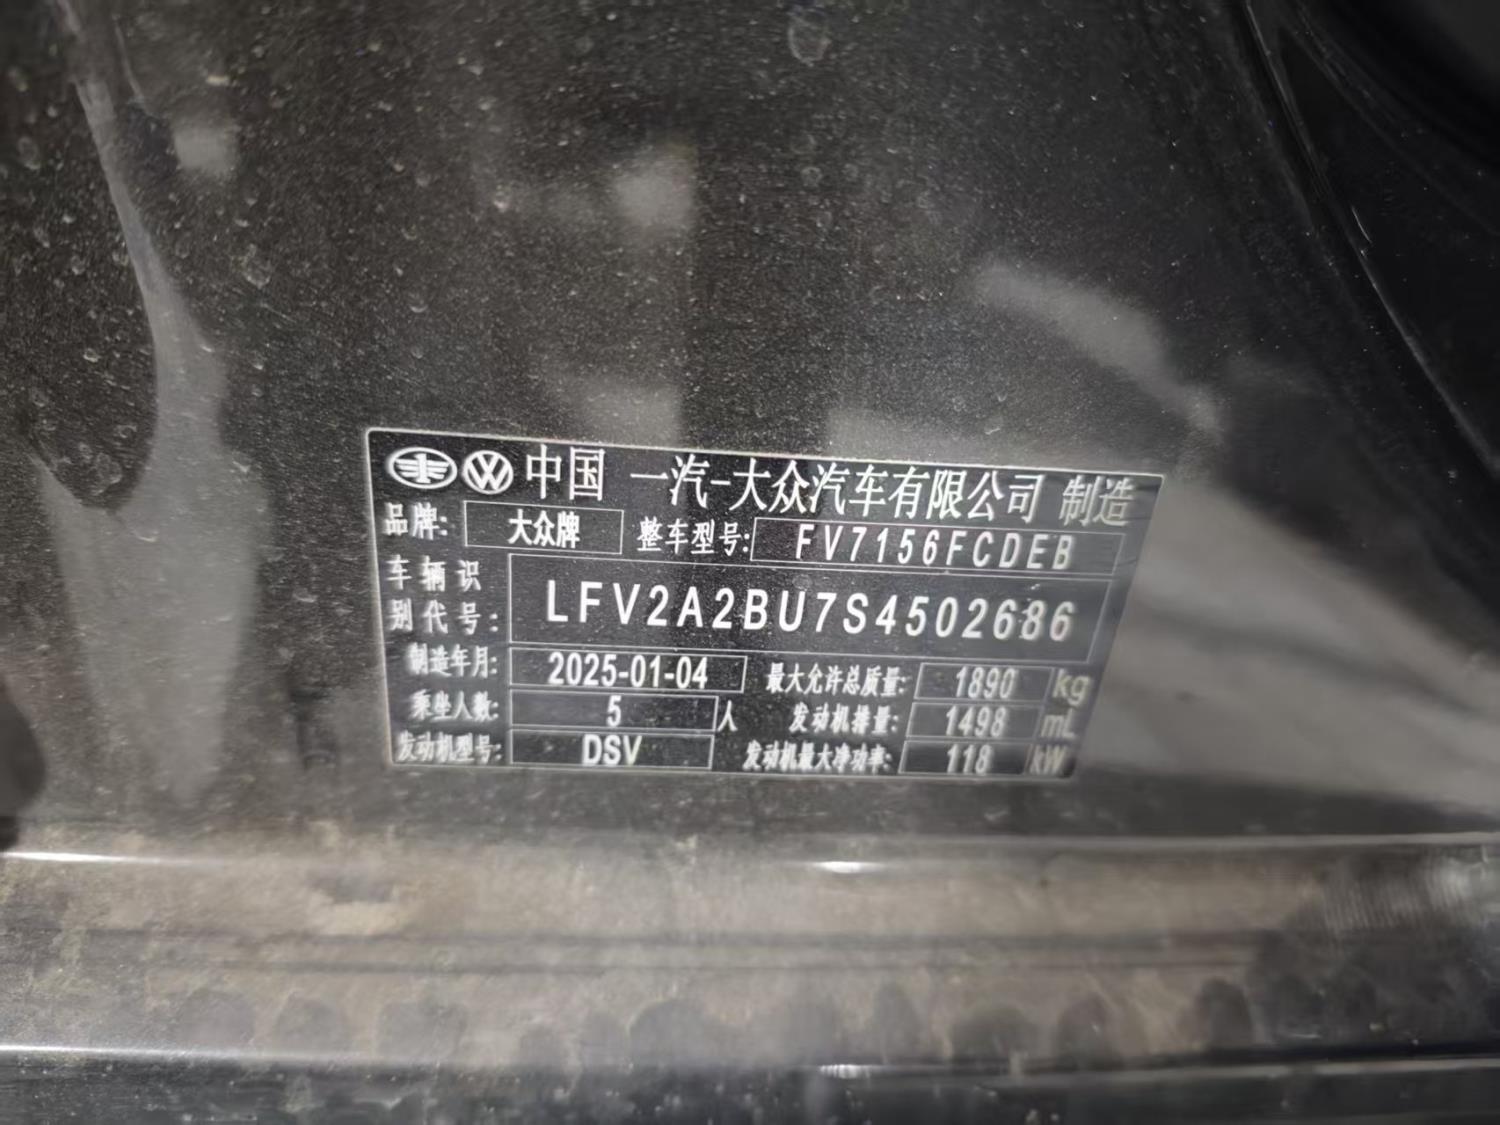 中国 一汽-大众汽车有限公司 制造
品牌: 大众牌 整车型号: FV7156FCDEB
车辆识
别代号: LFV2A2BU7S4502686
制造年月: 2025-01-04 最大允许总质量: 1890 kg
乘坐人数: 5 人 发动机排量: 1498 mL
发动机型号: DSV 发动机最大净功率: 118 kW